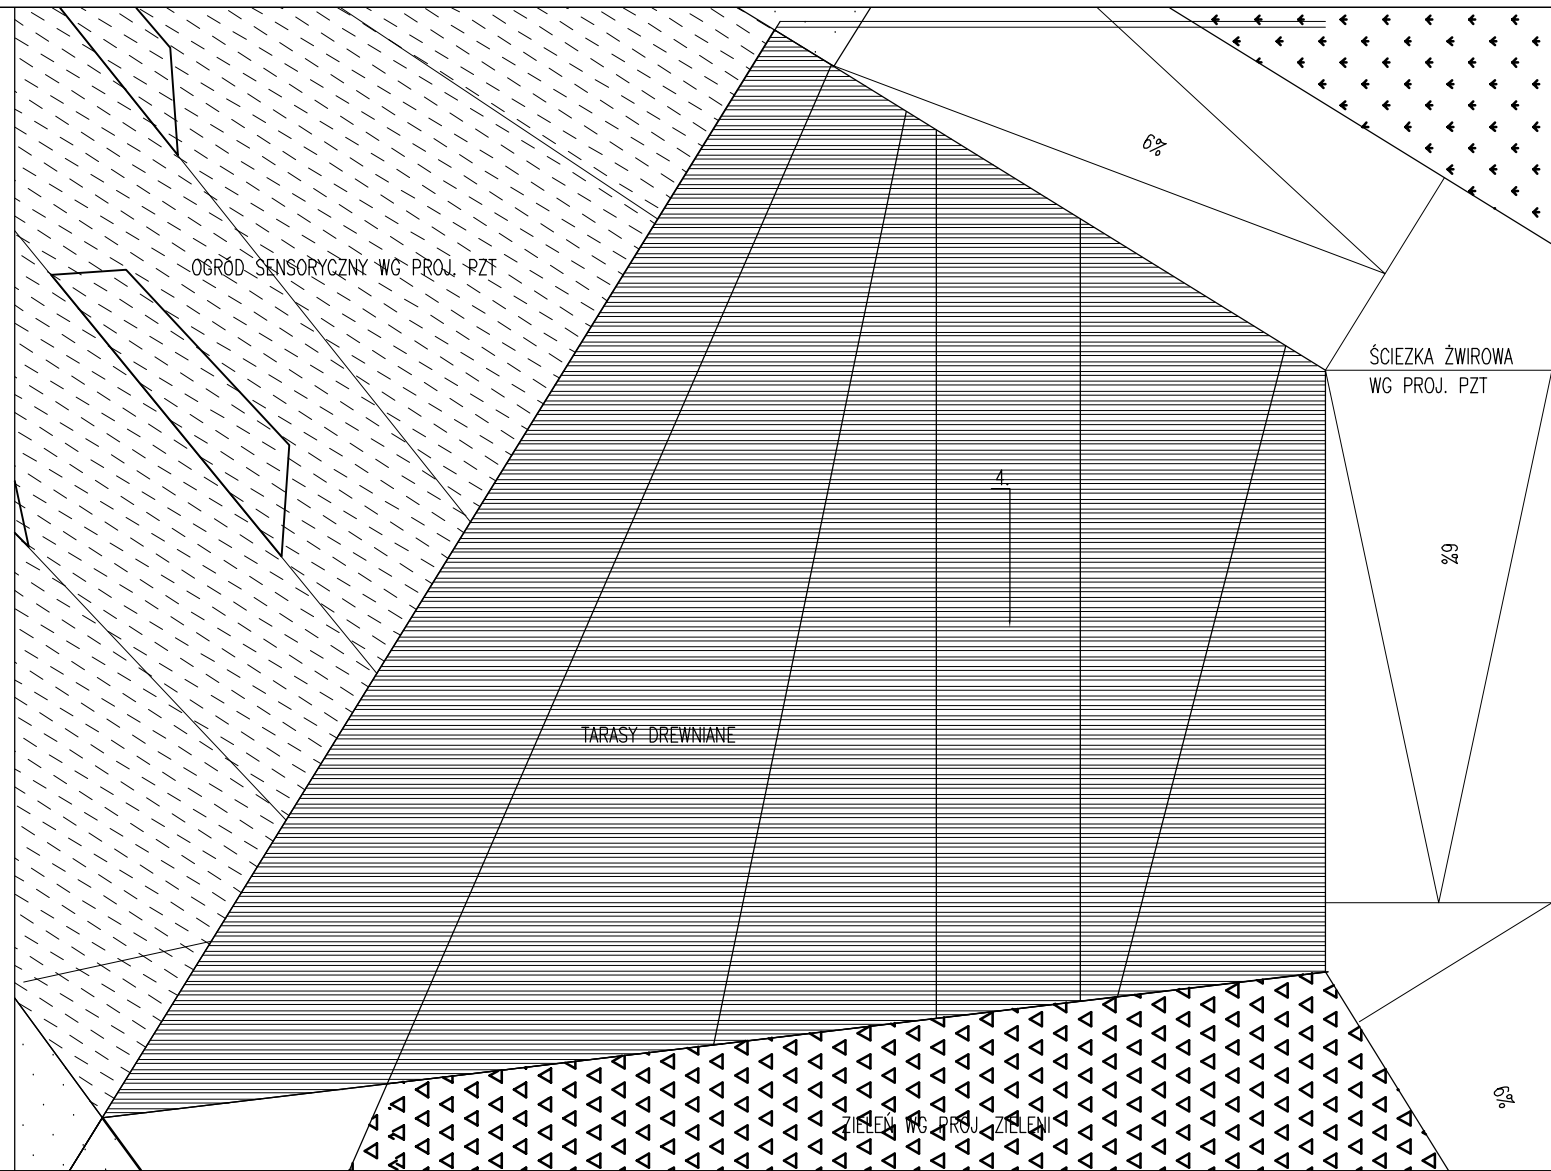 6%
OGRÓD SENSORYCZNY WG PROJ. PZT
ŚCIEZKA ŻWIROWA
WG PROJ. PZT
4.
6%
TARASY DREWNIANE
6%
ZIELEŃ WG PROJ. ZIELENI